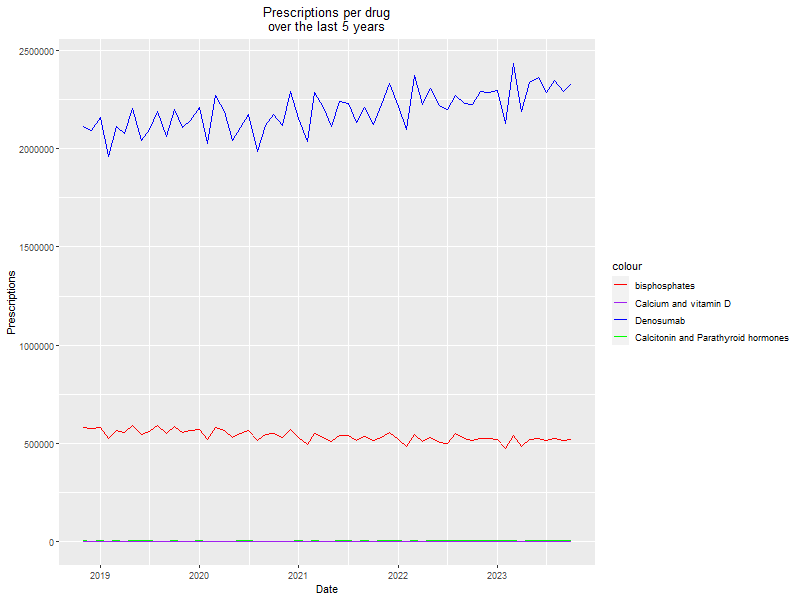 Prescriptions per drug
over the last 5 years
2500000
2000000
1500000
1000000
500000
0
Prescriptions
2019
2020
2021
2022
2023
Date
colour
bisphosphates
Calcium and vitamin D
Denosumab
Calcitonin and Parathyroid hormones